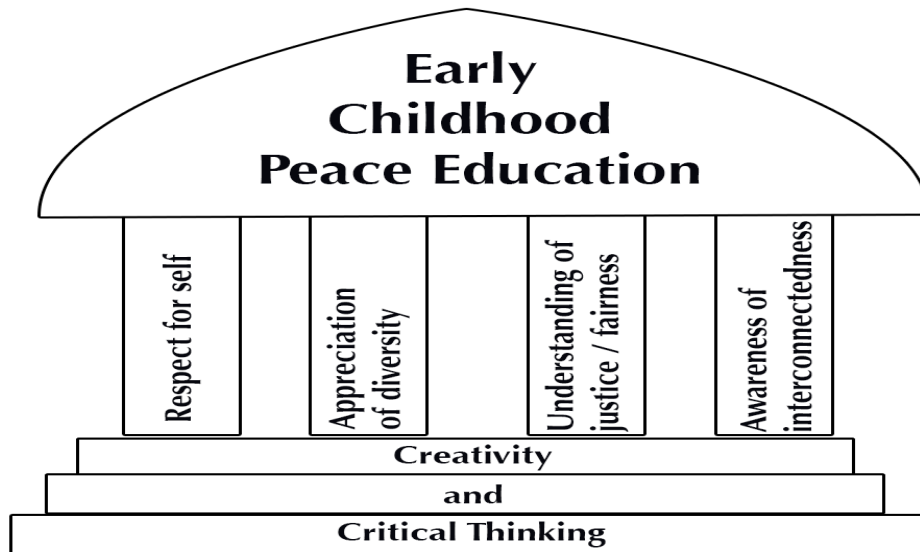 Early
Childhood
Peace Education
Respect for self
Appreciation
of diversity
Understanding of
justice / fairness
Awareness of
interconnectedness
Creativity
and
Critical Thinking